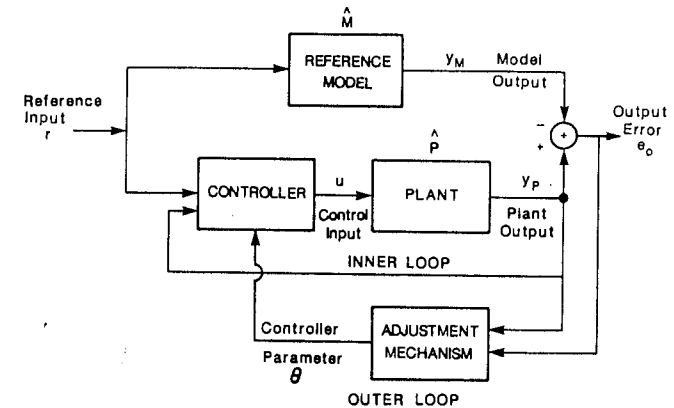 ^
M
REFERENCE
MODEL
y_M Model
Output
Reference
Input
r
Output
Error
e_o
−
+
+
^
P
CONTROLLER
u
Control
Input
PLANT
y_P
Plant
Output
INNER LOOP
Controller
Parameter
θ
ADJUSTMENT
MECHANISM
OUTER LOOP